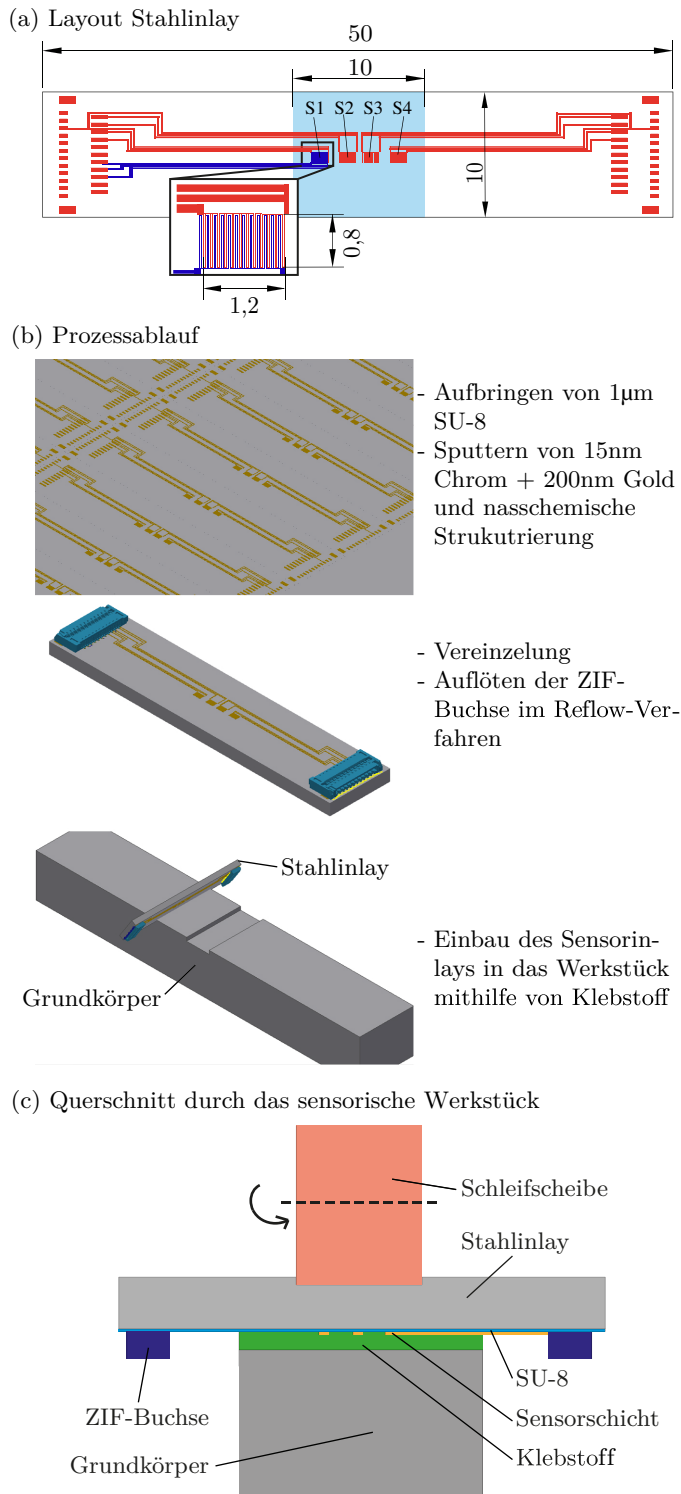 (a) Layout Stahlinlay
50
10
S1 S2 S3 S4
10
0,8
1,2
(b) Prozessablauf
- Aufbringen von 1µm
SU-8
- Sputtern von 15nm
Chrom + 200nm Gold
und nasschemische
Strukutrierung
- Vereinzelung
- Auflöten der ZIF-
Buchse im Reflow-Ver-
fahren
Stahlinlay
Grundkörper
- Einbau des Sensorin-
lays in das Werkstück
mithilfe von Klebstoff
(c) Querschnitt durch das sensorische Werkstück
Schleifscheibe
Stahlinlay
SU-8
ZIF-Buchse
Sensorschicht
Grundkörper
Klebstoff